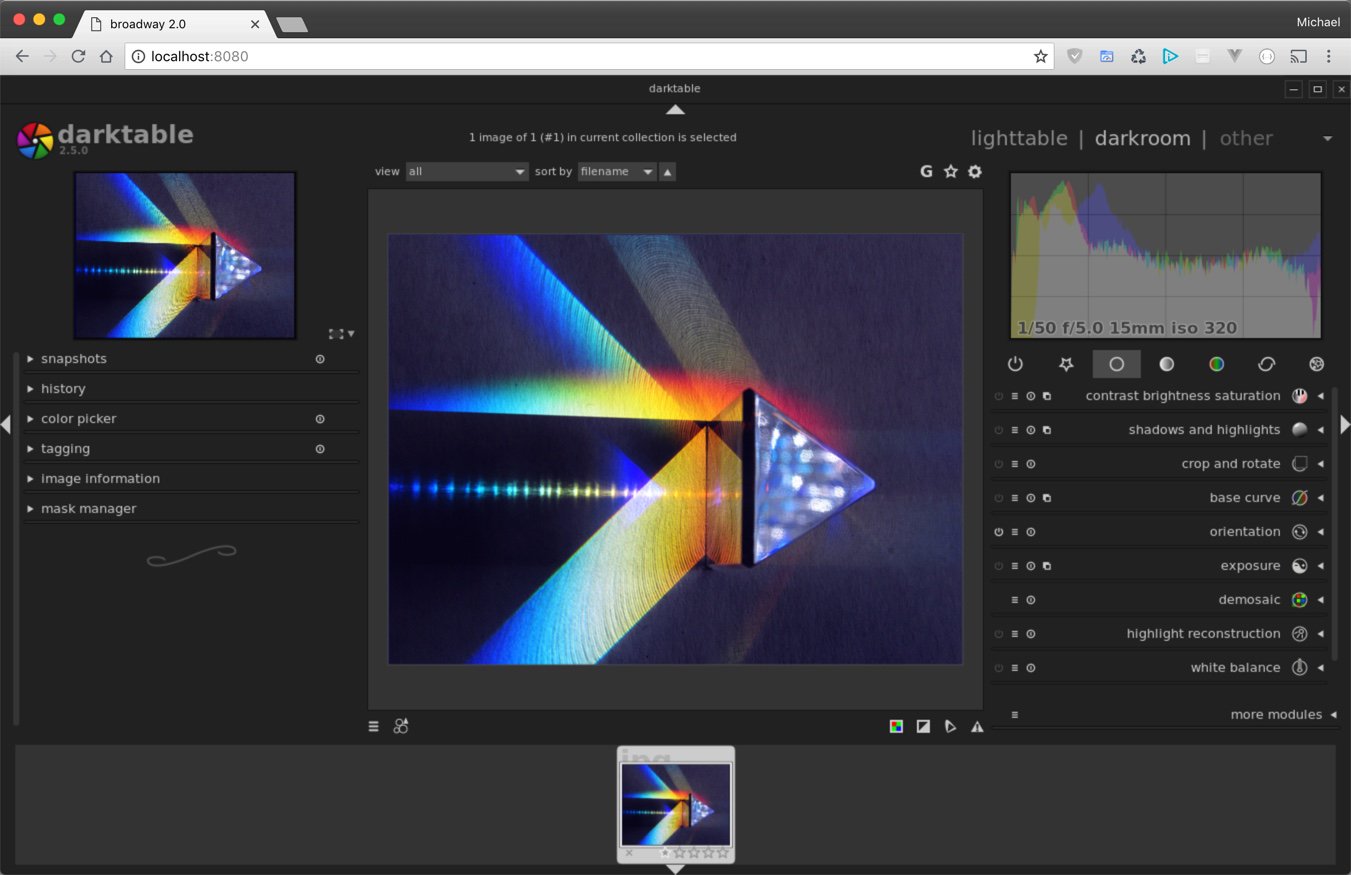 broadway 2.0
Michael
localhost:8080
darktable
darktable
2.5.0
1 image of 1 (#1) in current collection is selected
lighttable | darkroom | other
view all sort by filename
G
1/50 f/5.0 15mm iso 320
snapshots
history
color picker
tagging
image information
mask manager
contrast brightness saturation
shadows and highlights
crop and rotate
base curve
orientation
exposure
demosaic
highlight reconstruction
white balance
more modules